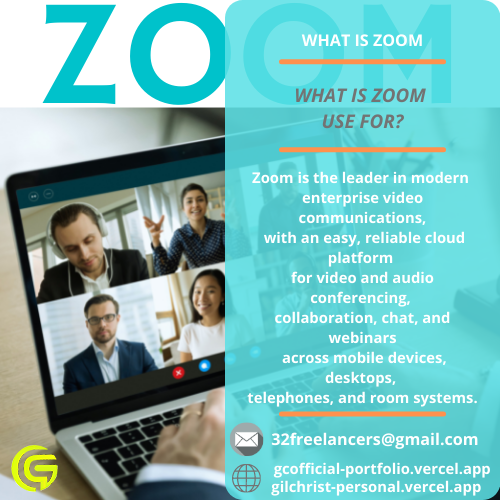 ZOOM
WHAT IS ZOOM
WHAT IS ZOOM
USE FOR?
Zoom is the leader in modern
enterprise video
communications,
with an easy, reliable cloud
platform
for video and audio
conferencing,
collaboration, chat, and
webinars
across mobile devices,
desktops,
telephones, and room systems.
32freelancers@gmail.com
gcofficial-portfolio.vercel.app
gilchrist-personal.vercel.app